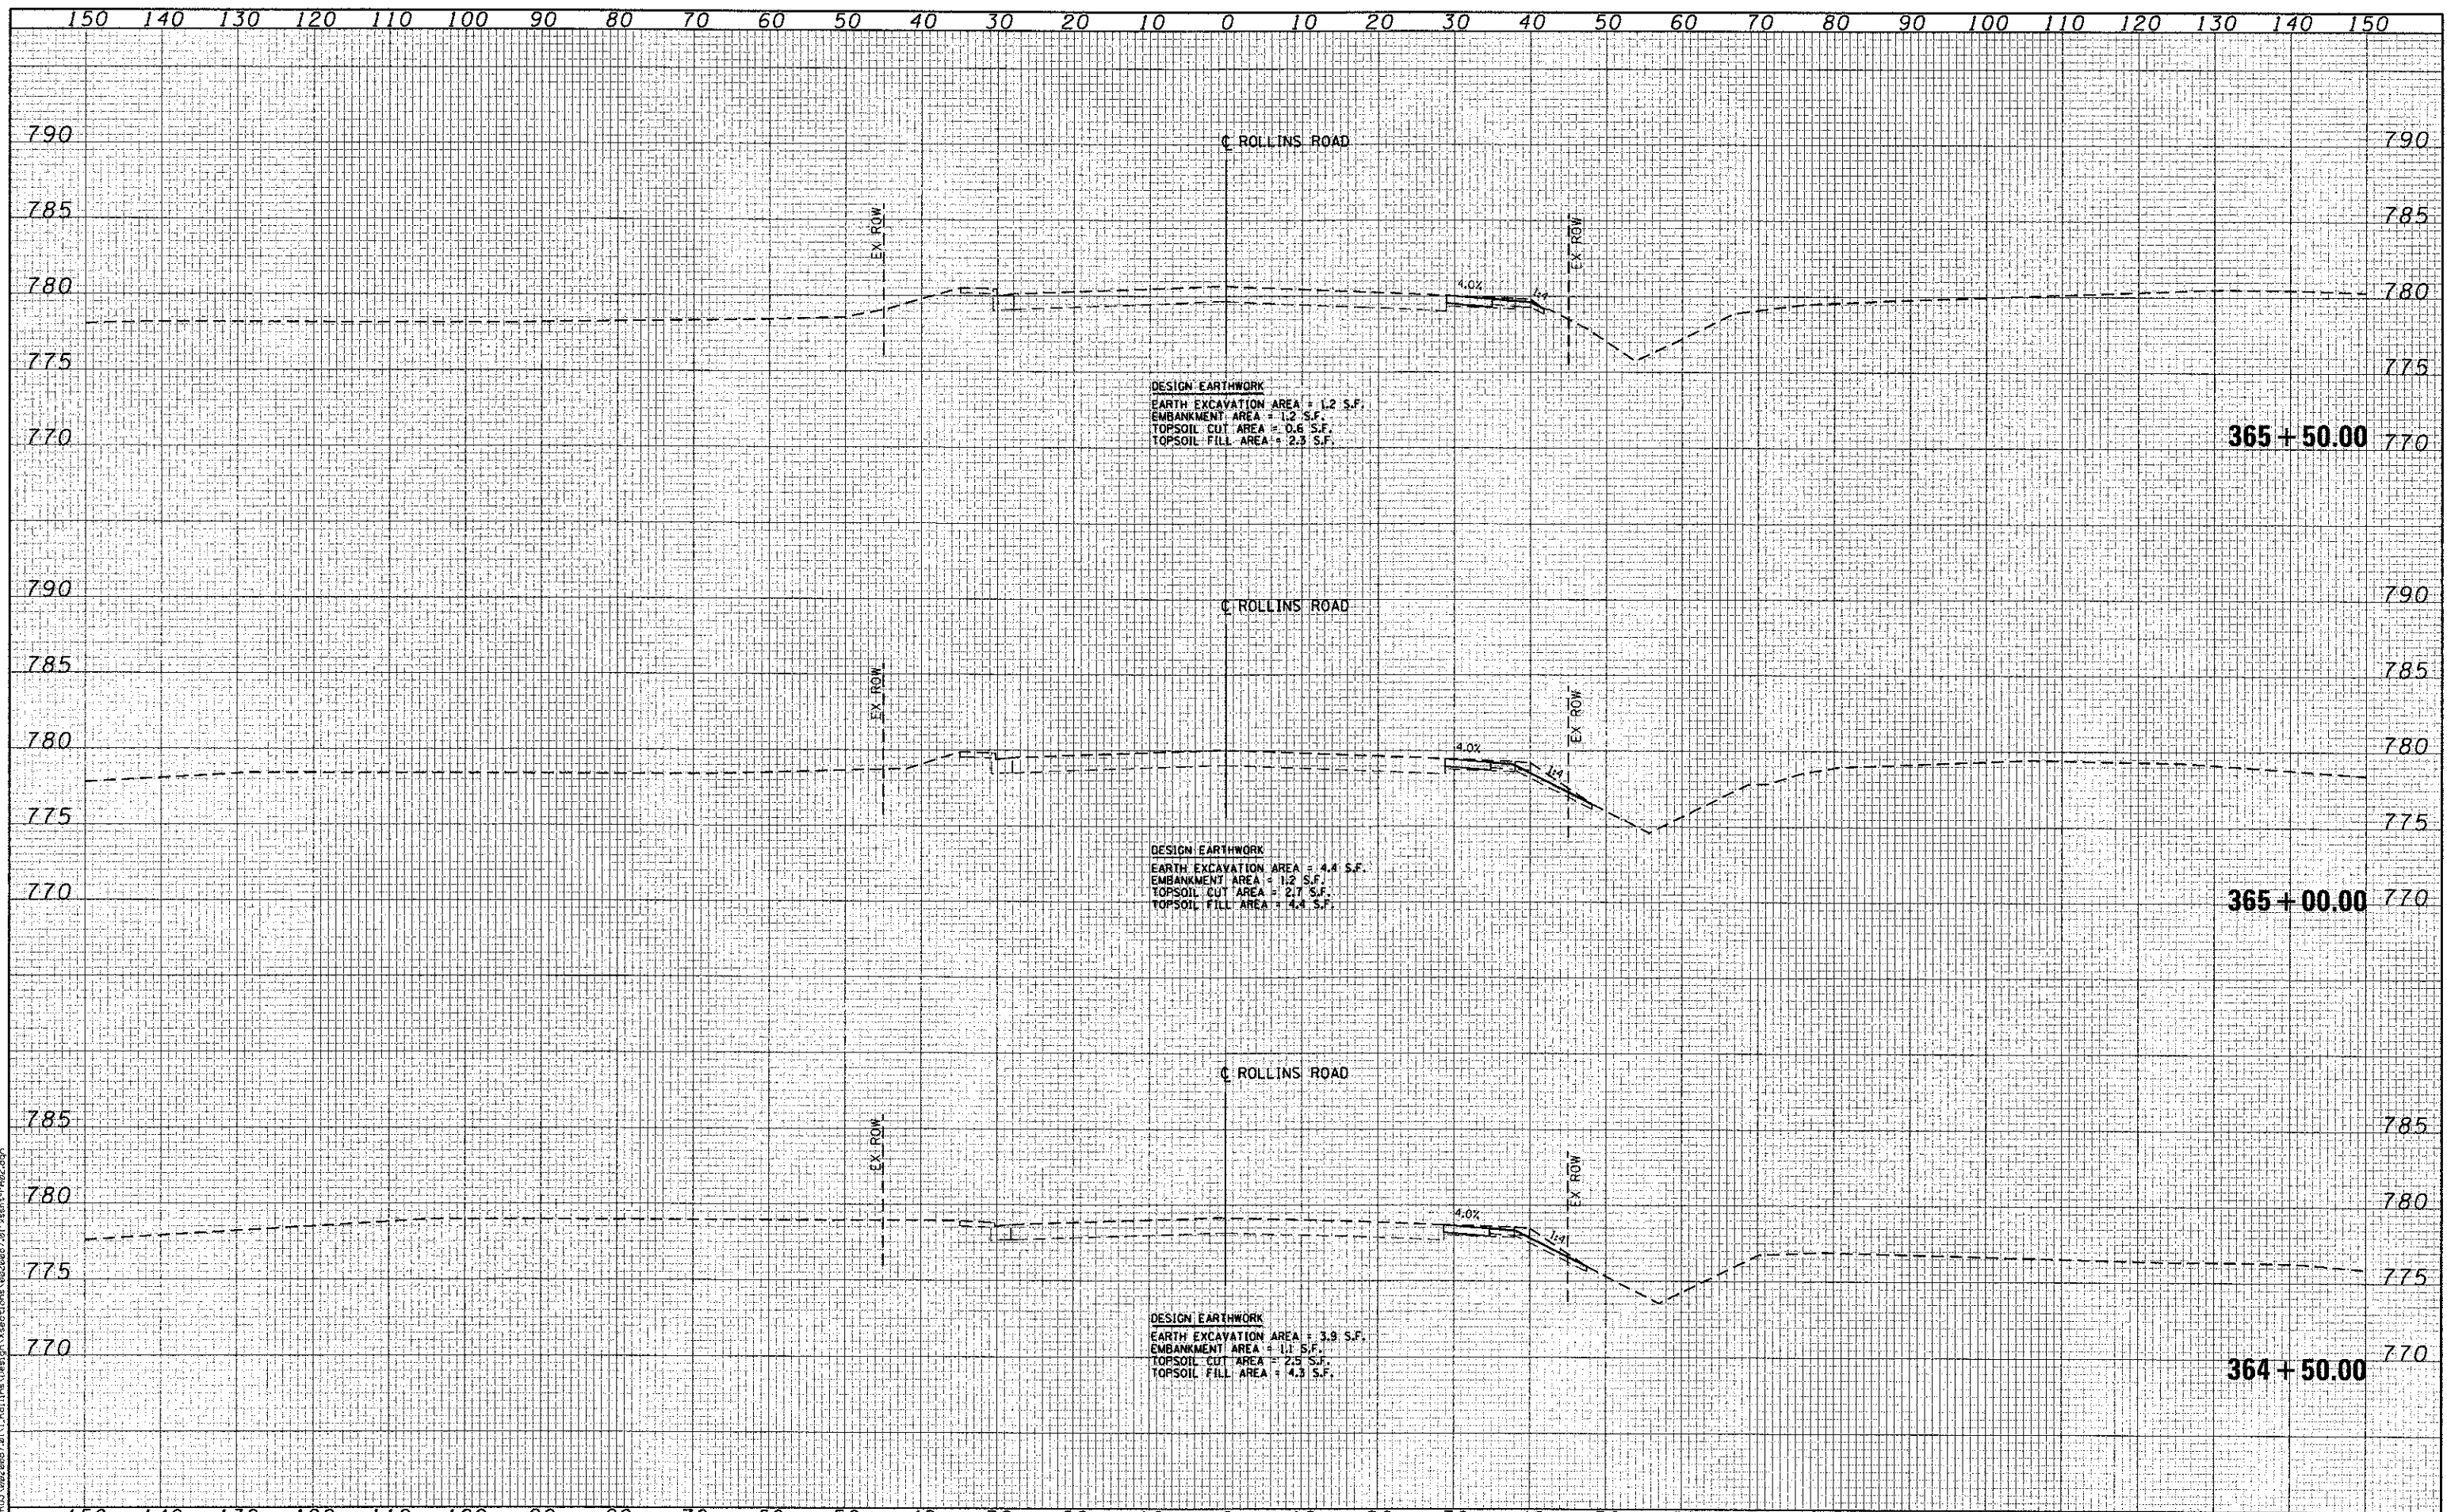 150 140 130 120 110 100 90 80 70 60 50 40 30 20 10 0 10 20 30 40 50 60 70 80 90 100 110 120 130 140 150
790 ℄ ROLLINS ROAD 790
785 EX ROW EX ROW 785
780 4.0% 1:4 780
775 775
DESIGN EARTHWORK
EARTH EXCAVATION AREA = 1.2 S.F.
EMBANKMENT AREA = 1.2 S.F.
TOPSOIL CUT AREA = 0.6 S.F.
TOPSOIL FILL AREA = 2.3 S.F.
770 365+50.00 770
790 ℄ ROLLINS ROAD 790
785 EX ROW EX ROW 785
780 4.0% 1:4 780
775 775
DESIGN EARTHWORK
EARTH EXCAVATION AREA = 4.4 S.F.
EMBANKMENT AREA = 1.2 S.F.
TOPSOIL CUT AREA = 2.7 S.F.
TOPSOIL FILL AREA = 4.4 S.F.
770 365+00.00 770
℄ ROLLINS ROAD
785 EX ROW EX ROW 785
780 4.0% 1:4 780
775 775
DESIGN EARTHWORK
EARTH EXCAVATION AREA = 3.9 S.F.
EMBANKMENT AREA = 1.1 S.F.
TOPSOIL CUT AREA = 2.5 S.F.
TOPSOIL FILL AREA = 4.3 S.F.
770 364+50.00 770